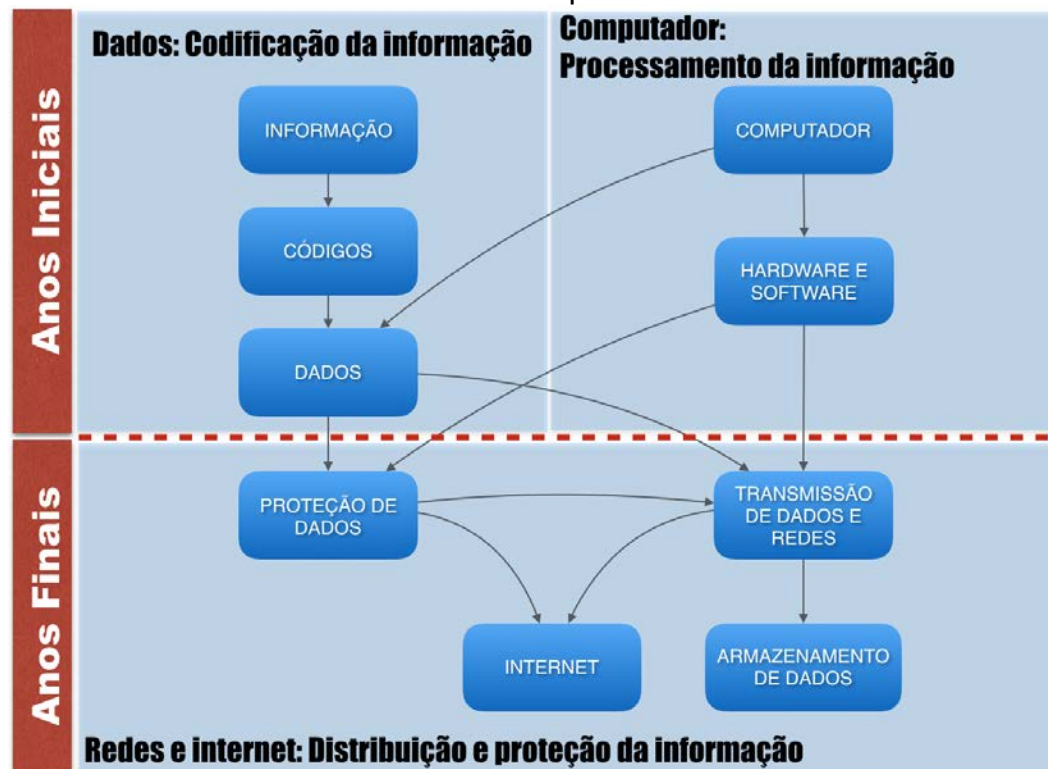 Anos Iniciais
Dados: Codificação da informação
Computador:
Processamento da informação
INFORMAÇÃO
COMPUTADOR
CÓDIGOS
HARDWARE E
SOFTWARE
DADOS
Anos Finais
PROTEÇÃO DE
DADOS
TRANSMISSÃO
DE DADOS E
REDES
INTERNET
ARMAZENAMENTO
DE DADOS
Redes e internet: Distribuição e proteção da informação